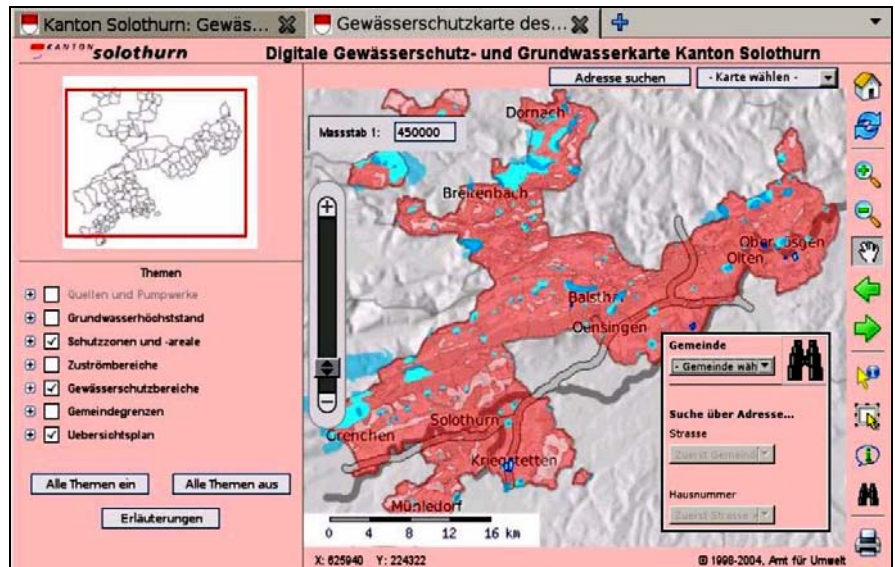 Kanton Solothurn: Gewäs...
Gewässerschutzkarte des...
KANTON solothurn
Digitale Gewässerschutz- und Grundwasserkarte Kanton Solothurn
Adresse suchen
- Karte wählen -
Massstab 1: 450000
Dornach
Breitenbach
Obergösgen
Olten
Balsthal
Oensingen
Solothurn
Grenchen
Kriegstetten
Mühledorf
Themen
Quellen und Pumpwerke
Grundwasserhöchststand
Schutzzonen und -areale
Zuströmbereiche
Gewässerschutzbereiche
Gemeindegrenzen
Uebersichtsplan
Alle Themen ein
Alle Themen aus
Erläuterungen
Gemeinde
- Gemeinde wäh
Suche über Adresse...
Strasse
Zuerst Gemeind
Hausnummer
Zuerst Strasse
0 4 8 12 16 km
X: 625940 Y: 224322
© 1998-2004, Amt für Umwelt